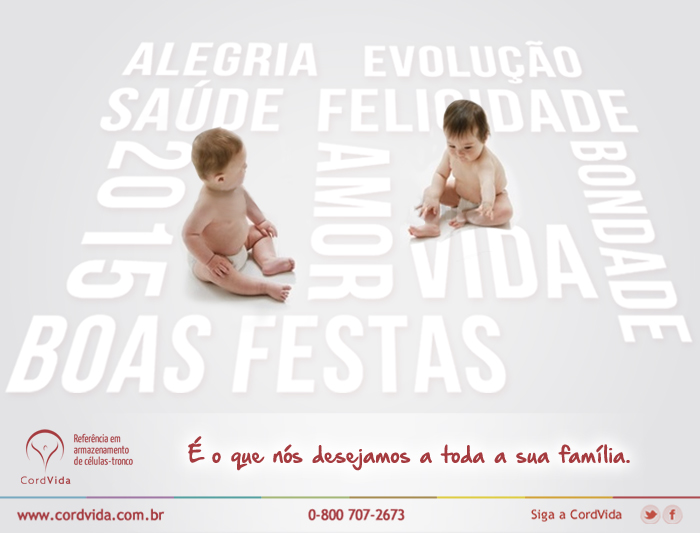 ALEGRIA EVOLUÇÃO
SAÚDE FELICIDADE
2015
AMOR
BONDADE
VIDA
BOAS FESTAS
Referência em
armazenamento
de células-tronco
CordVida
É o que nós desejamos a toda a sua família.
www.cordvida.com.br
0-800 707-2673
Siga a CordVida